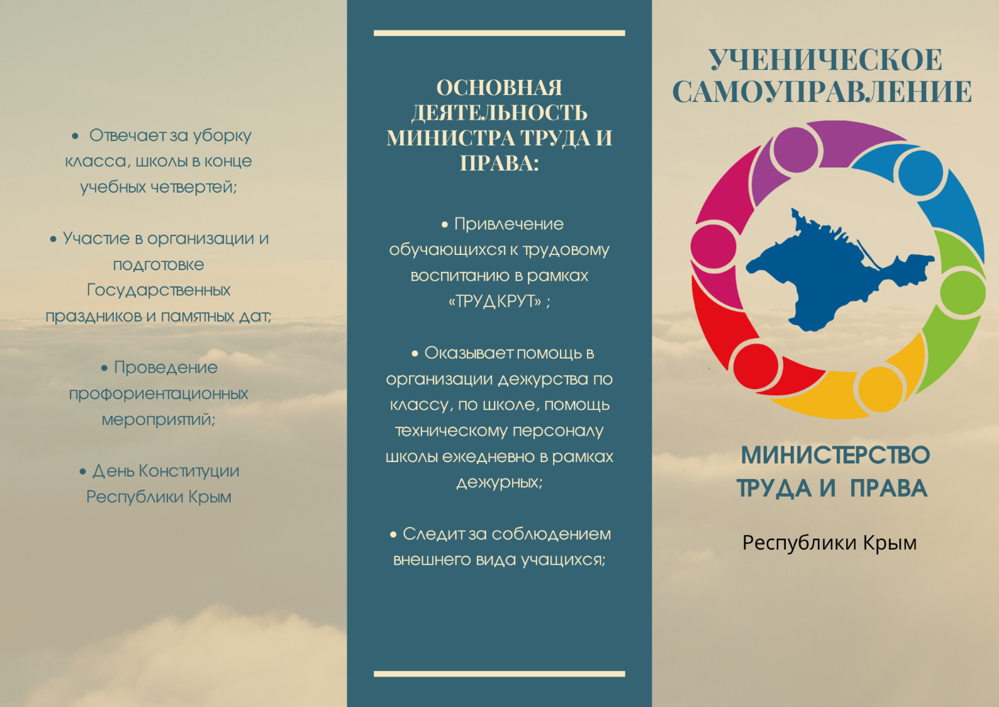 Отвечает за уборку
класса, школы в конце
учебных четвертей;
• Участие в организации и
подготовке
Государственных
праздников и памятных дат;
• Проведение
профориентационных
мероприятий;
• День Конституции
Республики Крым
ОСНОВНАЯ
ДЕЯТЕЛЬНОСТЬ
МИНИСТРА ТРУДА И
ПРАВА:
• Привлечение
обучающихся к трудовому
воспитанию в рамках
«ТРУДКРУТ» ;
• Оказывает помощь в
организации дежурства по
классу, по школе, помощь
техническому персоналу
школы ежедневно в рамках
дежурных;
• Следит за соблюдением
внешнего вида учащихся;
УЧЕНИЧЕСКОЕ
САМОУПРАВЛЕНИЕ
МИНИСТЕРСТВО
ТРУДА И ПРАВА
Республики Крым